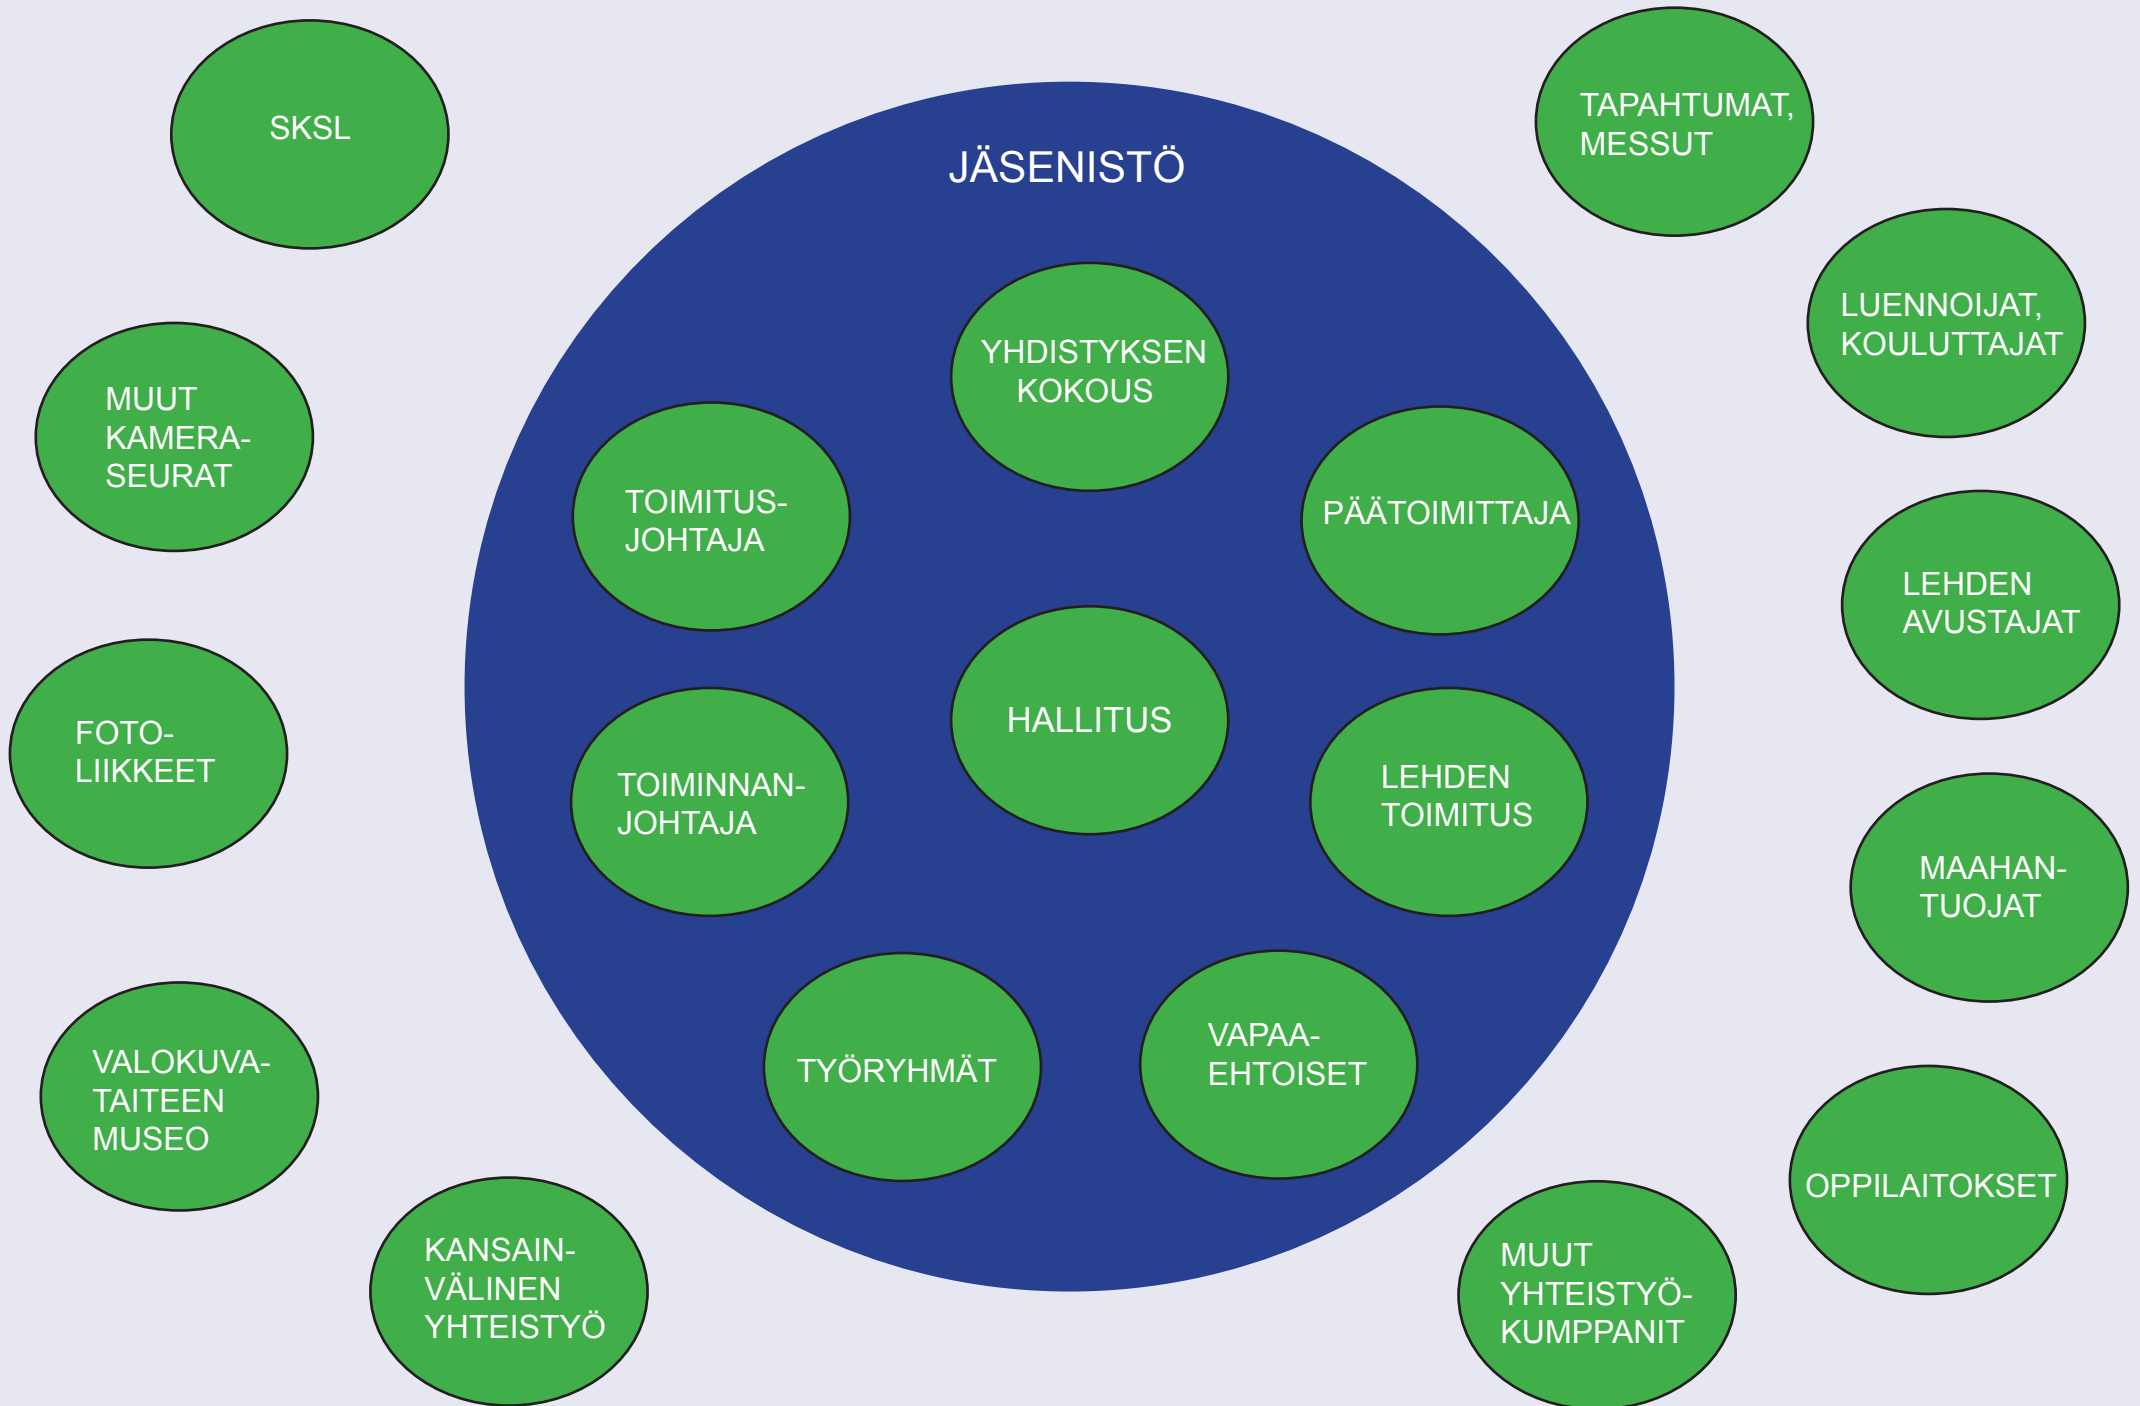 SKSL
MUUT
KAMERA-
SEURAT
FOTO-
LIIKKEET
VALOKUVA-
TAITEEN
MUSEO
KANSAIN-
VÄLINEN
YHTEISTYÖ
JÄSENISTÖ
YHDISTYKSEN
KOKOUS
TOIMITUS-
JOHTAJA
PÄÄTOIMITTAJA
HALLITUS
TOIMINNAN-
JOHTAJA
LEHDEN
TOIMITUS
TYÖRYHMÄT
VAPAA-
EHTOISET
TAPAHTUMAT,
MESSUT
LUENNOIJAT,
KOULUTTAJAT
LEHDEN
AVUSTAJAT
MAAHAN-
TUOJAT
OPPILAITOKSET
MUUT
YHTEISTYÖ-
KUMPPANIT